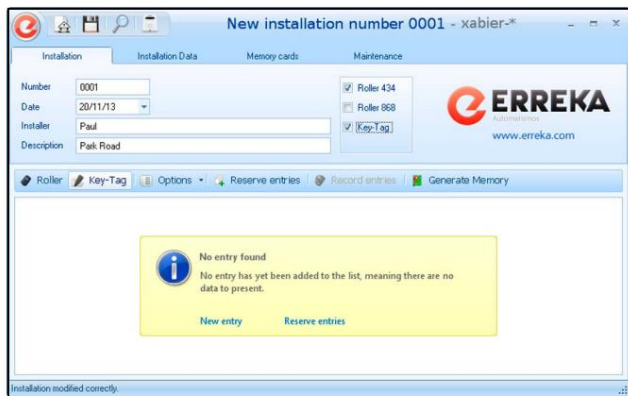 New installation number 0001 - xabier-*
Installation Installation Data Memory cards Maintenance
Number 0001
Date 20/11/13
Installer Paul
Description Park Road
Roller 434
Roller 868
Key-Tag
ERREKA
Automatismos
www.erreka.com
Roller Key-Tag Options Reserve entries Record entries Generate Memory
No entry found
No entry has yet been added to the list, meaning there are no
data to present.
New entry Reserve entries
Installation modified correctly.